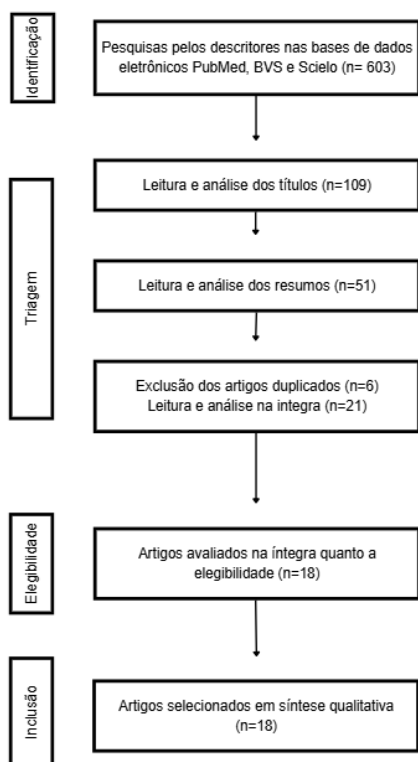 Identificação
Pesquisas pelos descritores nas bases de dados
eletrônicos PubMed, BVS e Scielo (n= 603)
Triagem
Leitura e análise dos títulos (n=109)
Leitura e análise dos resumos (n=51)
Exclusão dos artigos duplicados (n=6)
Leitura e análise na integra (n=21)
Elegibilidade
Artigos avaliados na íntegra quanto a
elegibilidade (n=18)
Inclusão
Artigos selecionados em síntese qualitativa
(n=18)